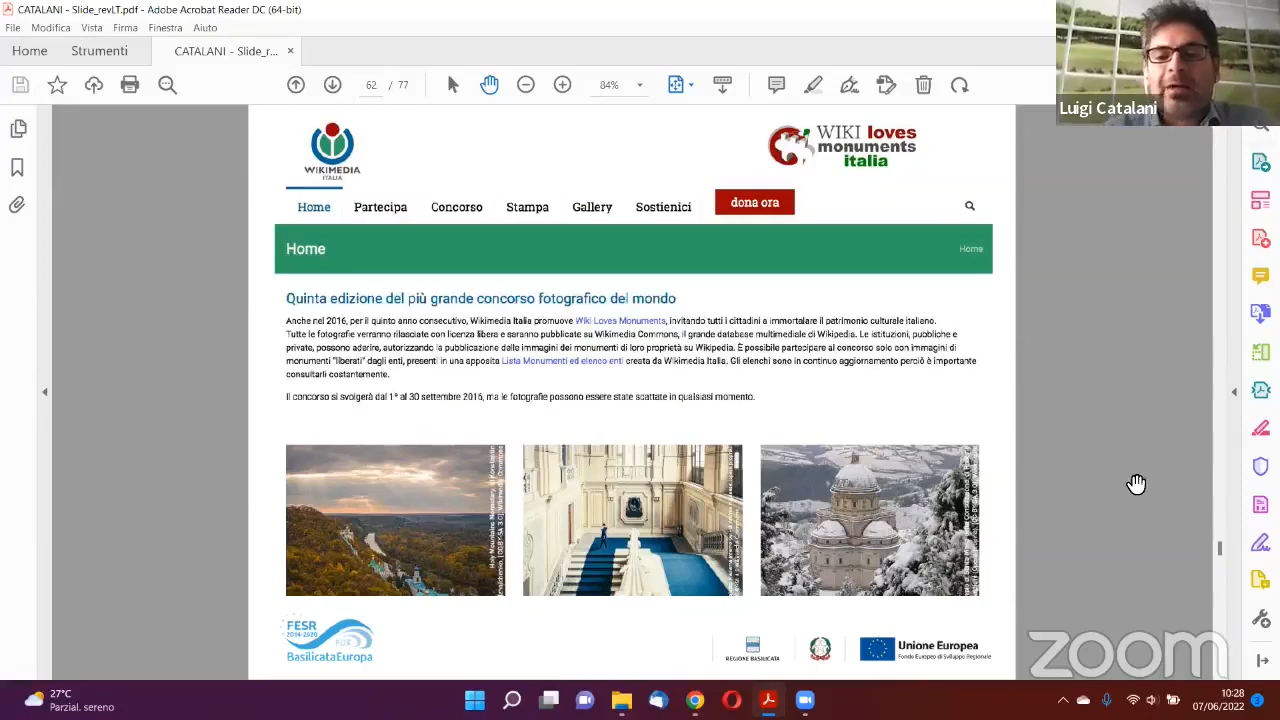 CATALANI - Slide_revLT.pdf - Adobe Acrobat Reader DC (64-bit)
File Modifica Vista Firma Finestra Aiuto
Home Strumenti CATALANI - Slide_r... ×
62 / 77 84%
Luigi Catalani
WIKIMEDIA
ITALIA
WIKI loves
monuments
italia
Home Partecipa Concorso Stampa Gallery Sostienici dona ora
Home Home
Quinta edizione del più grande concorso fotografico del mondo
Anche nel 2016, per il quinto anno consecutivo, Wikimedia Italia promuove Wiki Loves Monuments, invitando tutti i cittadini a immortalare il patrimonio culturale italiano.
Tutte le fotografie verranno rilasciate con licenza libera e saranno pubblicate su Wikimedia Commons, il grande database multimediale di Wikipedia. Le istituzioni, pubbliche e
private, possono aderire, autorizzando la pubblicazione delle immagini dei monumenti di loro proprietà su Wikipedia. È possibile partecipare al concorso solo con immagini di
monumenti "liberati" dagli enti, presenti in una apposita Lista Monumenti ed elenco enti creata da Wikimedia Italia. Gli elenchi sono in continuo aggiornamento perciò è importante
consultarli costantemente.
Il concorso si svolgerà dal 1° al 30 settembre 2016, ma le fotografie possono essere state scattate in qualsiasi momento.
FESR
2014-2020
BasilicataEuropa
REGIONE BASILICATA
Unione Europea
Fondo Europeo di Sviluppo Regionale
zoom
27°C
Parzial. sereno
10:28
07/06/2022
3